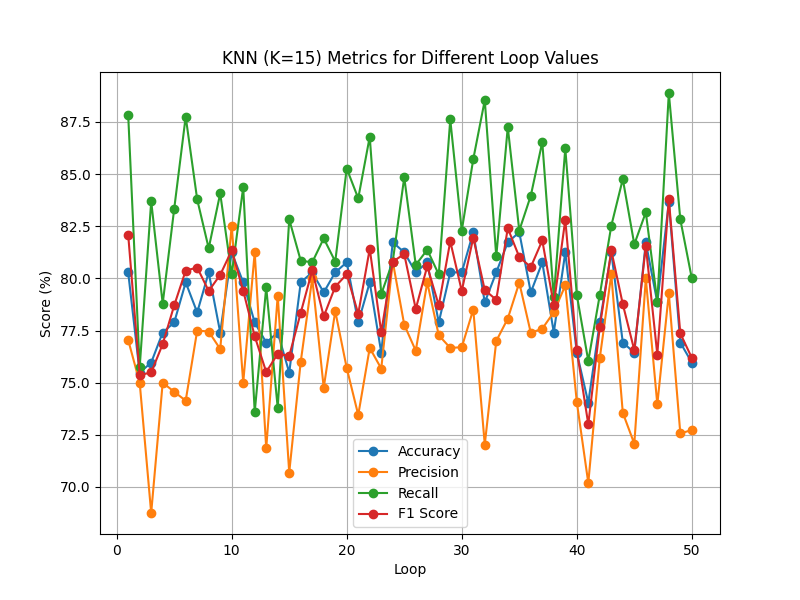 KNN (K=15) Metrics for Different Loop Values
Score (%)
87.5
85.0
82.5
80.0
77.5
75.0
72.5
70.0
Accuracy
Precision
Recall
F1 Score
0 10 20 30 40 50
Loop